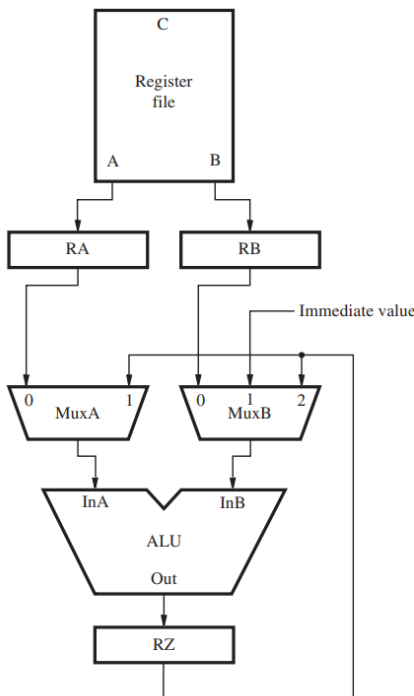 C
Register
file
A B
RA RB
Immediate value
0 1 0 1 2
MuxA MuxB
InA InB
ALU
Out
RZ